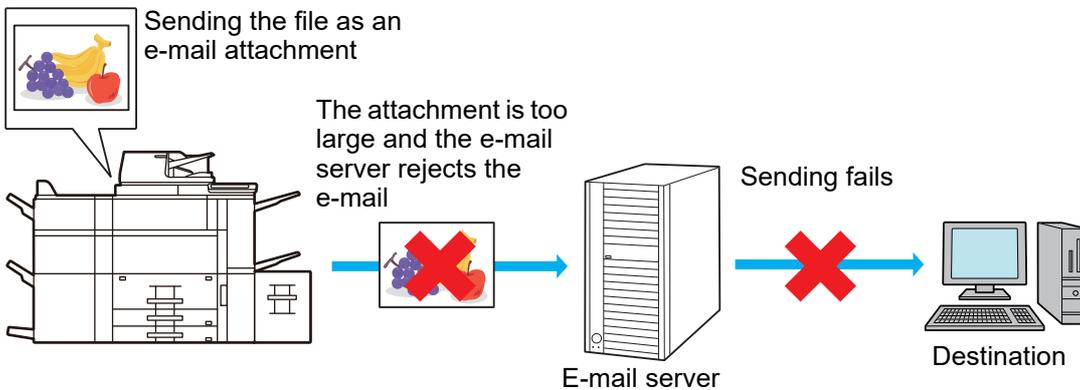 Sending the file as an
e-mail attachment
The attachment is too
large and the e-mail
server rejects the
e-mail
Sending fails
E-mail server
Destination